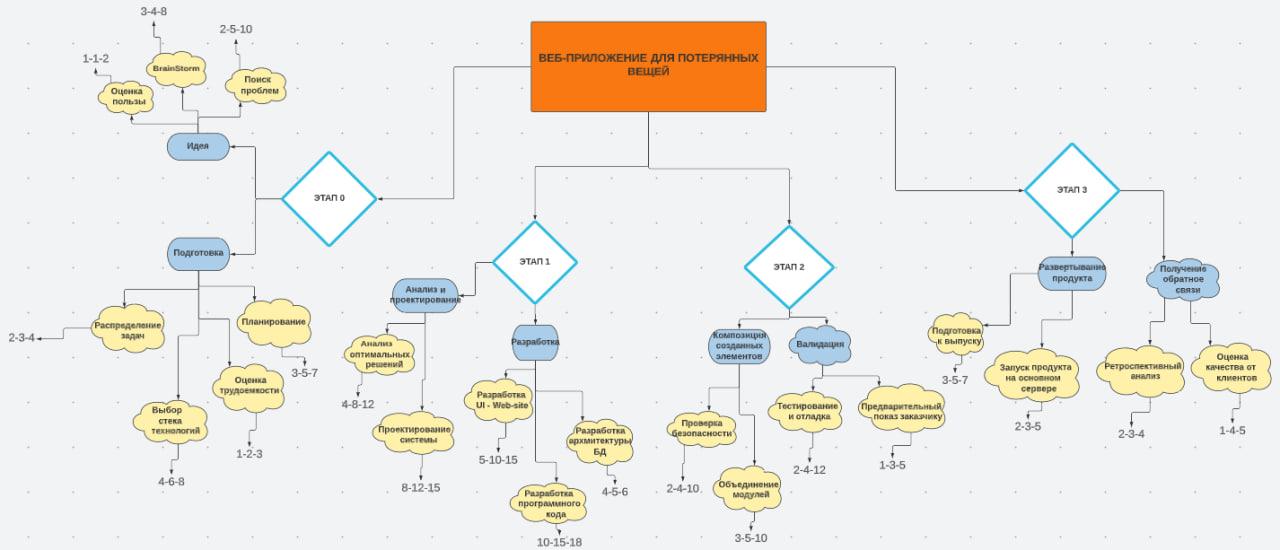 ВЕБ-ПРИЛОЖЕНИЕ ДЛЯ ПОТЕРЯННЫХ
ВЕЩЕЙ
3-4-8
2-5-10
1-1-2
BrainStorm
Поиск
проблем
Оценка
пользы
Идея
ЭТАП 0
Подготовка
Распределение
задач
2-3-4
Планирование
3-5-7
Оценка
трудоемкости
1-2-3
Выбор
стека
технологий
4-6-8
ЭТАП 1
Анализ и
проектирование
Анализ
оптимальных
решений
4-8-12
Проектирование
системы
8-12-15
Разработка
Разработка
UI - Web-site
5-10-15
Разработка
архмитектуры
БД
4-5-6
Разработка
программного
кода
10-15-18
ЭТАП 2
Композиция
созданных
элементов
Валидация
Проверка
безопасности
2-4-10
Объединение
модулей
3-5-10
Тестирование
и отладка
2-4-12
Предварительный
показ заказчику
1-3-5
ЭТАП 3
Развертывание
продукта
Получение
обратное
связи
Подготовка
к выпуску
3-5-7
Запуск продукта
на основном
сервере
2-3-5
Ретроспективный
анализ
2-3-4
Оценка
качества от
клиентов
1-4-5